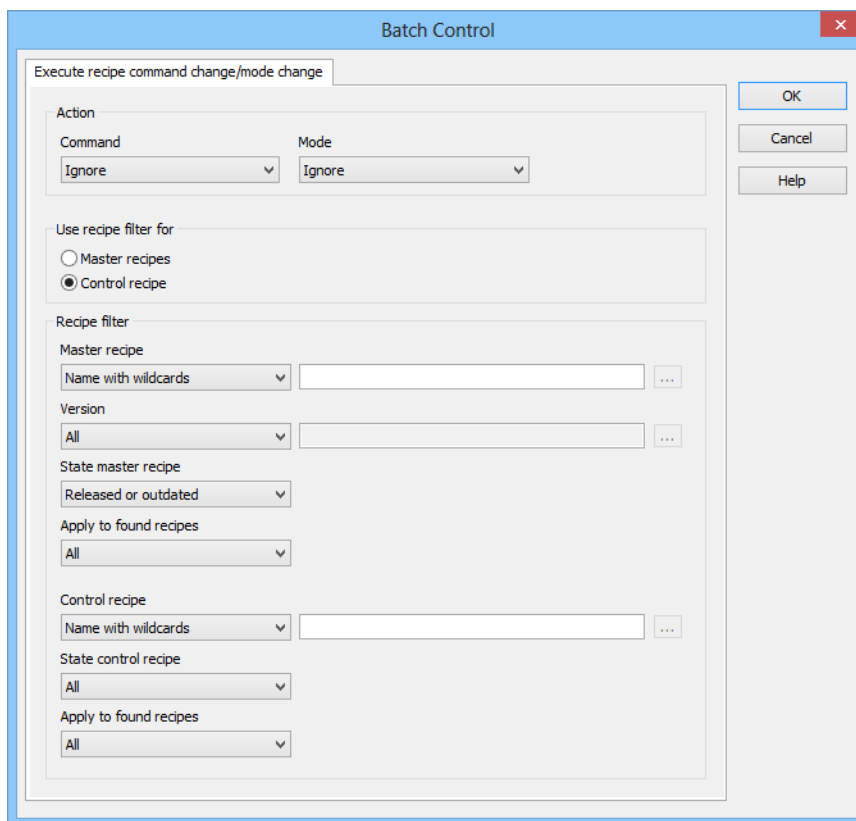 Batch Control
Execute recipe command change/mode change
OK
Cancel
Help
Action
Command Mode
Ignore Ignore
Use recipe filter for
Master recipes
Control recipe
Recipe filter
Master recipe
Name with wildcards ...
Version
All ...
State master recipe
Released or outdated
Apply to found recipes
All
Control recipe
Name with wildcards ...
State control recipe
All
Apply to found recipes
All